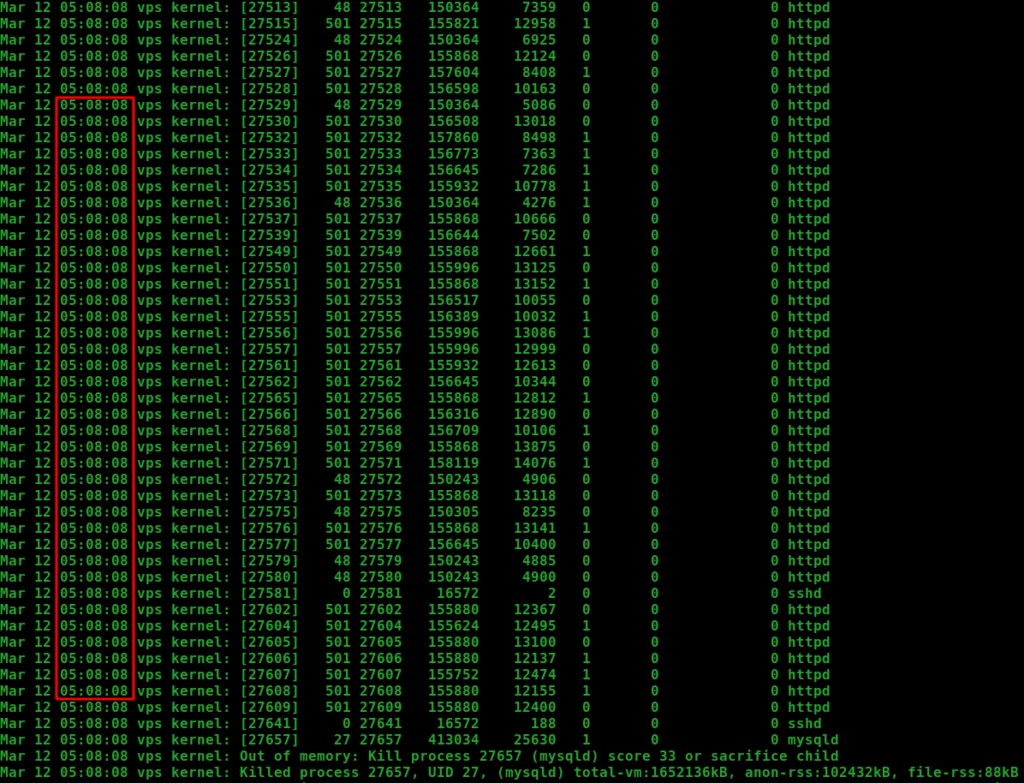 Mar 12 05:08:08 vps kernel: [27513]    48 27513   150364     7359   0       0             0 httpd
Mar 12 05:08:08 vps kernel: [27515]   501 27515   155821    12958   1       0             0 httpd
Mar 12 05:08:08 vps kernel: [27524]    48 27524   150364     6925   0       0             0 httpd
Mar 12 05:08:08 vps kernel: [27526]   501 27526   155868    12124   0       0             0 httpd
Mar 12 05:08:08 vps kernel: [27527]   501 27527   157604     8408   1       0             0 httpd
Mar 12 05:08:08 vps kernel: [27528]   501 27528   156598    10163   0       0             0 httpd
Mar 12 05:08:08 vps kernel: [27529]    48 27529   150364     5086   0       0             0 httpd
Mar 12 05:08:08 vps kernel: [27530]   501 27530   156508    13018   0       0             0 httpd
Mar 12 05:08:08 vps kernel: [27532]   501 27532   157860     8498   1       0             0 httpd
Mar 12 05:08:08 vps kernel: [27533]   501 27533   156773     7363   1       0             0 httpd
Mar 12 05:08:08 vps kernel: [27534]   501 27534   156645     7286   1       0             0 httpd
Mar 12 05:08:08 vps kernel: [27535]   501 27535   155932    10778   1       0             0 httpd
Mar 12 05:08:08 vps kernel: [27536]    48 27536   150364     4276   1       0             0 httpd
Mar 12 05:08:08 vps kernel: [27537]   501 27537   155868    10666   0       0             0 httpd
Mar 12 05:08:08 vps kernel: [27539]   501 27539   156644     7502   0       0             0 httpd
Mar 12 05:08:08 vps kernel: [27549]   501 27549   155868    12661   1       0             0 httpd
Mar 12 05:08:08 vps kernel: [27550]   501 27550   155996    13125   0       0             0 httpd
Mar 12 05:08:08 vps kernel: [27551]   501 27551   155868    13152   1       0             0 httpd
Mar 12 05:08:08 vps kernel: [27553]   501 27553   156517    10055   0       0             0 httpd
Mar 12 05:08:08 vps kernel: [27555]   501 27555   156389    10032   1       0             0 httpd
Mar 12 05:08:08 vps kernel: [27556]   501 27556   155996    13086   1       0             0 httpd
Mar 12 05:08:08 vps kernel: [27557]   501 27557   155996    12999   0       0             0 httpd
Mar 12 05:08:08 vps kernel: [27561]   501 27561   155932    12613   0       0             0 httpd
Mar 12 05:08:08 vps kernel: [27562]   501 27562   156645    10344   0       0             0 httpd
Mar 12 05:08:08 vps kernel: [27565]   501 27565   155868    12812   1       0             0 httpd
Mar 12 05:08:08 vps kernel: [27566]   501 27566   156316    12890   0       0             0 httpd
Mar 12 05:08:08 vps kernel: [27568]   501 27568   156709    10106   1       0             0 httpd
Mar 12 05:08:08 vps kernel: [27569]   501 27569   155868    13875   0       0             0 httpd
Mar 12 05:08:08 vps kernel: [27571]   501 27571   158119    14076   1       0             0 httpd
Mar 12 05:08:08 vps kernel: [27572]    48 27572   150243     4906   0       0             0 httpd
Mar 12 05:08:08 vps kernel: [27573]   501 27573   155868    13118   0       0             0 httpd
Mar 12 05:08:08 vps kernel: [27575]    48 27575   150305     8235   0       0             0 httpd
Mar 12 05:08:08 vps kernel: [27576]   501 27576   155868    13141   1       0             0 httpd
Mar 12 05:08:08 vps kernel: [27577]   501 27577   156645    10400   0       0             0 httpd
Mar 12 05:08:08 vps kernel: [27579]    48 27579   150243     4885   0       0             0 httpd
Mar 12 05:08:08 vps kernel: [27580]    48 27580   150243     4900   0       0             0 httpd
Mar 12 05:08:08 vps kernel: [27581]     0 27581    16572        2   0       0             0 sshd
Mar 12 05:08:08 vps kernel: [27602]   501 27602   155880    12367   0       0             0 httpd
Mar 12 05:08:08 vps kernel: [27604]   501 27604   155624    12495   1       0             0 httpd
Mar 12 05:08:08 vps kernel: [27605]   501 27605   155880    13100   0       0             0 httpd
Mar 12 05:08:08 vps kernel: [27606]   501 27606   155880    12137   1       0             0 httpd
Mar 12 05:08:08 vps kernel: [27607]   501 27607   155752    12474   1       0             0 httpd
Mar 12 05:08:08 vps kernel: [27608]   501 27608   155880    12155   1       0             0 httpd
Mar 12 05:08:08 vps kernel: [27609]   501 27609   155880    12400   0       0             0 httpd
Mar 12 05:08:08 vps kernel: [27641]     0 27641    16572      188   0       0             0 sshd
Mar 12 05:08:08 vps kernel: [27657]    27 27657   413034    25630   1       0             0 mysqld
Mar 12 05:08:08 vps kernel: Out of memory: Kill process 27657 (mysqld) score 33 or sacrifice child
Mar 12 05:08:08 vps kernel: Killed process 27657, UID 27, (mysqld) total-vm:1652136kB, anon-rss:102432kB, file-rss:88kB